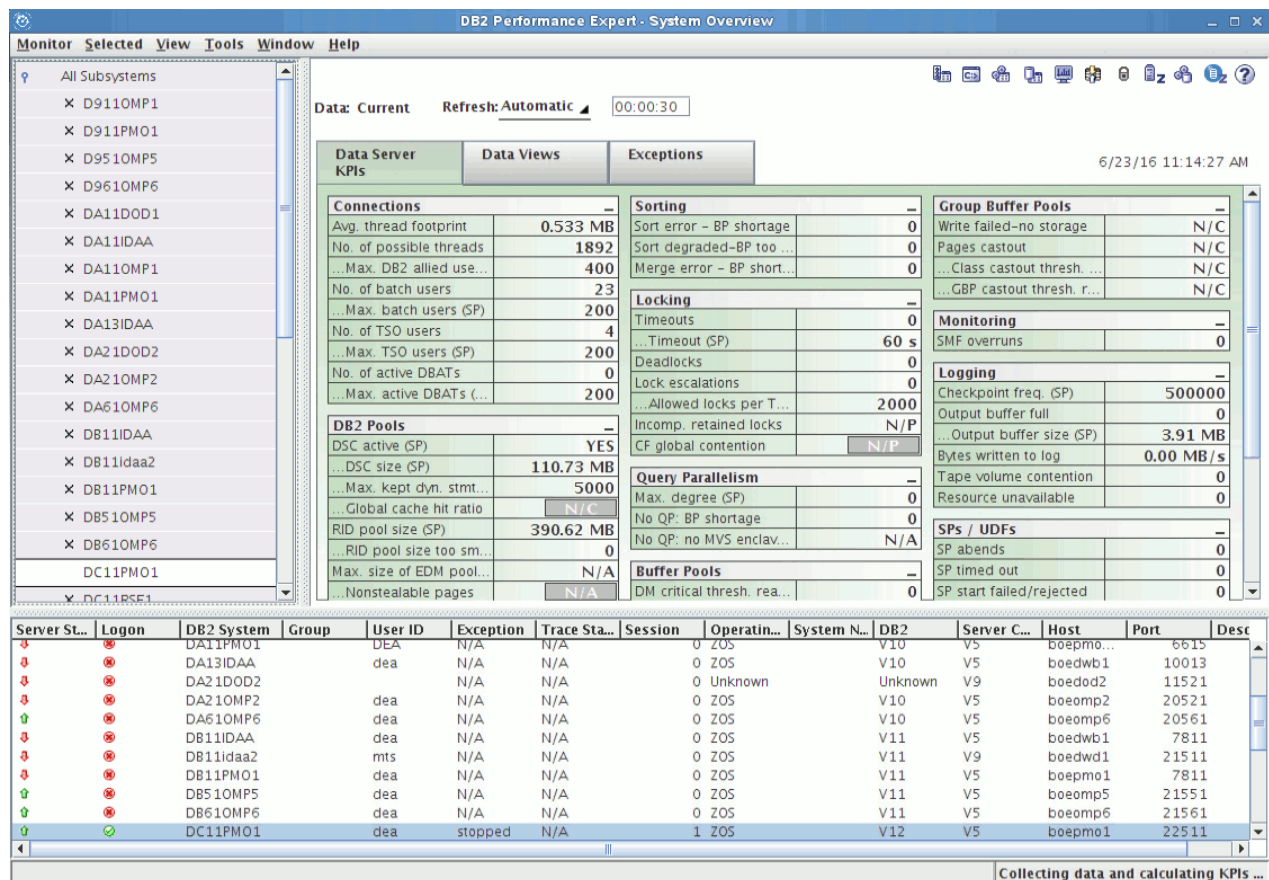 DB2 Performance Expert - System Overview
Monitor Selected View Tools Window Help
All Subsystems
D911OMP1
D911PMO1
D951OMP5
D961OMP6
DA11DOD1
DA11IDAA
DA11OMP1
DA11PMO1
DA13IDAA
DA21DOD2
DA21OMP2
DA61OMP6
DB11IDAA
DB11idaa2
DB11PMO1
DB51OMP5
DB61OMP6
DC11PMO1
DC11RSE1
Data: Current Refresh: Automatic 00:00:30
Data Server KPIs
Data Views
Exceptions
6/23/16 11:14:27 AM
Connections
Avg. thread footprint 0.533 MB
No. of possible threads 1892
...Max. DB2 allied use... 400
No. of batch users 23
...Max. batch users (SP) 200
No. of TSO users 4
...Max. TSO users (SP) 200
No. of active DBATs 0
...Max. active DBATs (... 200
DB2 Pools
DSC active (SP) YES
...DSC size (SP) 110.73 MB
...Max. kept dyn. stmt... 5000
...Global cache hit ratio N/C
RID pool size (SP) 390.62 MB
...RID pool size too sm... 0
Max. size of EDM pool... N/A
...Nonstealable pages N/A
Sorting
Sort error - BP shortage 0
Sort degraded-BP too ... 0
Merge error - BP short... 0
Locking
Timeouts 0
...Timeout (SP) 60 s
Deadlocks 0
Lock escalations 0
...Allowed locks per T... 2000
Incomp. retained locks N/P
CF global contention N/P
Query Parallelism
Max. degree (SP) 0
No QP: BP shortage 0
No QP: no MVS enclav... N/A
Buffer Pools
DM critical thresh. rea... 0
Group Buffer Pools
Write failed-no storage N/C
Pages castout N/C
...Class castout thresh. ... N/C
...GBP castout thresh. r... N/C
Monitoring
SMF overruns 0
Logging
Checkpoint freq. (SP) 500000
Output buffer full 0
...Output buffer size (SP) 3.91 MB
Bytes written to log 0.00 MB/s
Tape volume contention 0
Resource unavailable 0
SPs / UDFs
SP abends 0
SP timed out 0
SP start failed/rejected 0
Server St... Logon DB2 System Group User ID Exception Trace Sta... Session Operatin... System N... DB2 Server C... Host Port Desc
DA11PMO1 DEA N/A N/A 0 ZOS V10 V5 boepmo... 6615
DA13IDAA dea N/A N/A 0 ZOS V10 V5 boedwb1 10013
DA21DOD2 N/A N/A 0 Unknown Unknown V9 boedod2 11521
DA21OMP2 dea N/A N/A 0 ZOS V10 V5 boeomp2 20521
DA61OMP6 dea N/A N/A 0 ZOS V10 V5 boeomp6 20561
DB11IDAA dea N/A N/A 0 ZOS V11 V5 boedwb1 7811
DB11idaa2 mts N/A N/A 0 ZOS V11 V9 boedwd1 21511
DB11PMO1 dea N/A N/A 0 ZOS V11 V5 boepmo1 7811
DB51OMP5 dea N/A N/A 0 ZOS V11 V5 boeomp5 21551
DB61OMP6 dea N/A N/A 0 ZOS V11 V5 boeomp6 21561
DC11PMO1 dea stopped N/A 1 ZOS V12 V5 boepmo1 22511
Collecting data and calculating KPIs ...